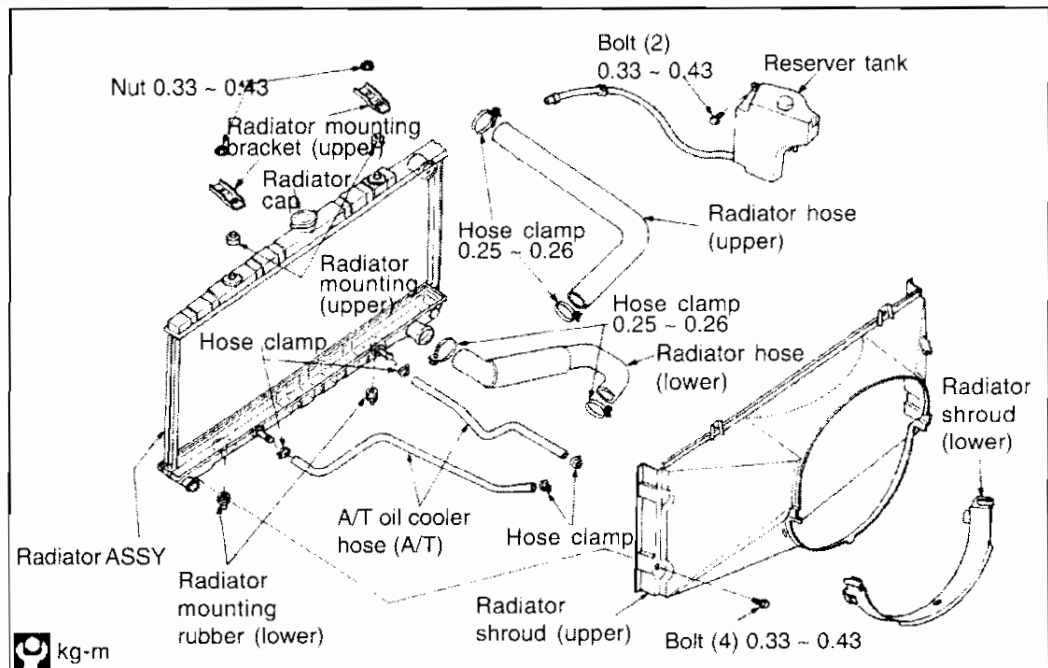 Bolt (2)
0.33 ~ 0.43
Reserver tank
Nut 0.33 ~ 0.43
Radiator mounting
bracket (upper)
Radiator
cap
Hose clamp
0.25 ~ 0.26
Radiator hose
(upper)
Radiator
mounting
(upper)
Hose clamp
0.25 ~ 0.26
Hose clamp
Radiator hose
(lower)
Radiator
shroud
(lower)
Radiator ASSY
A/T oil cooler
hose (A/T)
Hose clamp
Radiator
mounting
rubber (lower)
Radiator
shroud (upper)
Bolt (4) 0.33 ~ 0.43
kg-m